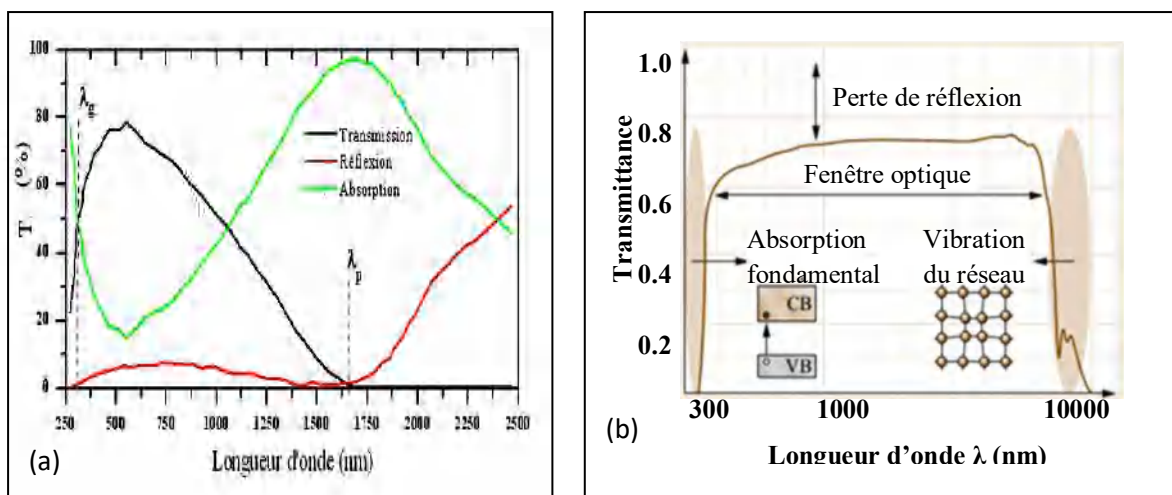 100
80
60
40
20
0
T (%)
λg
λp
Transmission
Réflexion
Absorption
250 500 750 1000 1250 1500 1750 2000 2250 2500
Longueur d'onde (nm)
(a)
1.0
0.8
0.6
0.4
0.2
Transmittance
Perte de réflexion
Fenêtre optique
Absorption
fondamental
Vibration
du réseau
CB
VB
300 1000 10000
Longueur d'onde λ (nm)
(b)